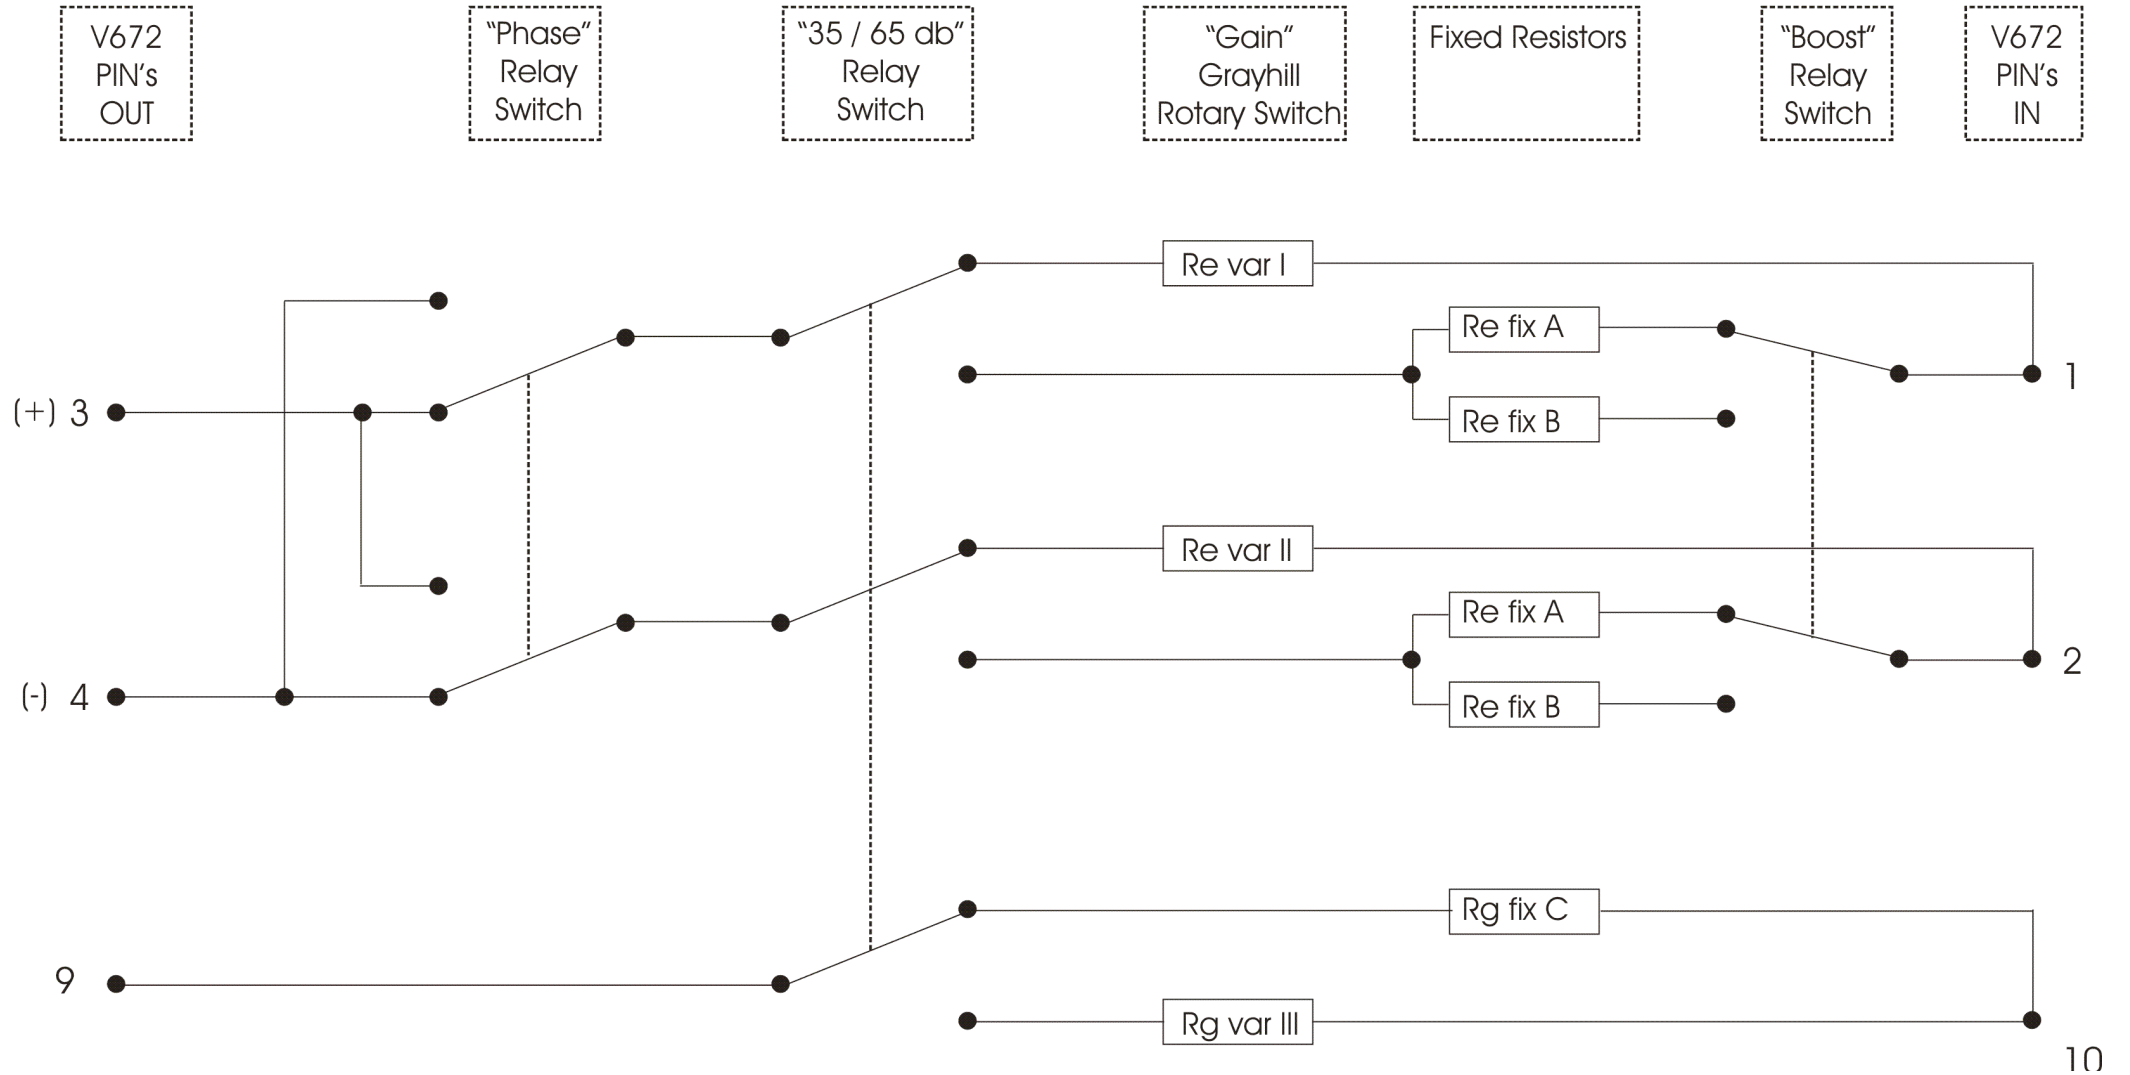 V672
PIN's
OUT
"Phase"
Relay
Switch
"35 / 65 db"
Relay
Switch
"Gain"
Grayhill
Rotary Switch
Fixed Resistors
"Boost"
Relay
Switch
V672
PIN's
IN
Re var I
Re fix A
1
(+) 3
Re fix B
Re var II
Re fix A
2
(-) 4
Re fix B
Rg fix C
9
Rg var III
10